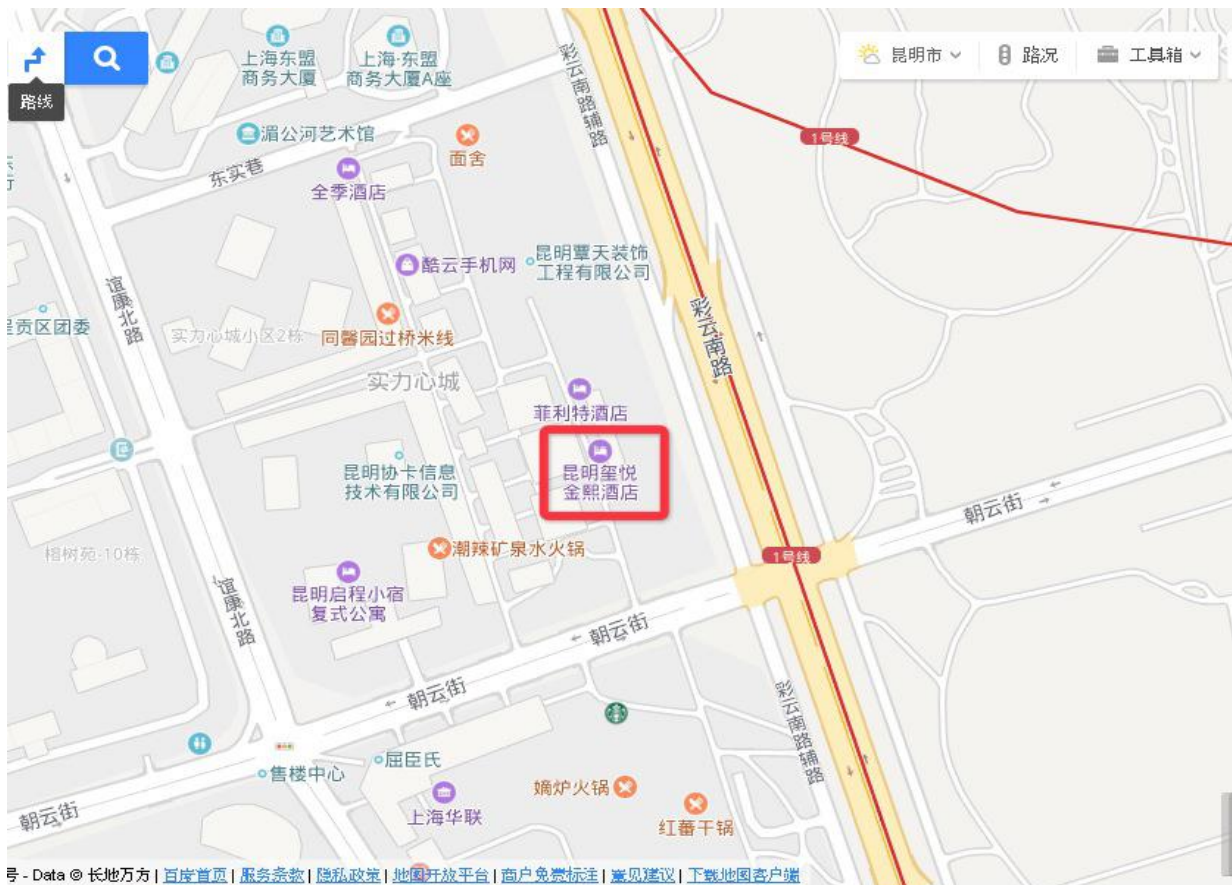 上海东盟
商务大厦
上海·东盟
商务大厦A座
彩云南路辅路
昆明市
路况
工具箱
路线
湄公河艺术馆
面舍
1号线
东实巷
全季酒店
酷云手机网
昆明覃天装饰
工程有限公司
谊康北路
呈贡区团委
实力心城小区2栋
同馨园过桥米线
彩云南路
实力心城
菲利特酒店
昆明玺悦
金熙酒店
昆明协卡信息
技术有限公司
朝云街
榕树苑-10栋
潮辣矿泉水火锅
1号线
昆明启程小宿
复式公寓
谊康北路
朝云街
朝云街
彩云南路辅路
屈臣氏
售楼中心
嫡炉火锅
上海华联
红蕃干锅
朝云街
号 - Data © 长地万方 | 百度首页 | 服务条款 | 隐私政策 | 地图开放平台 | 商户免费标注 | 意见建议 | 下载地图客户端